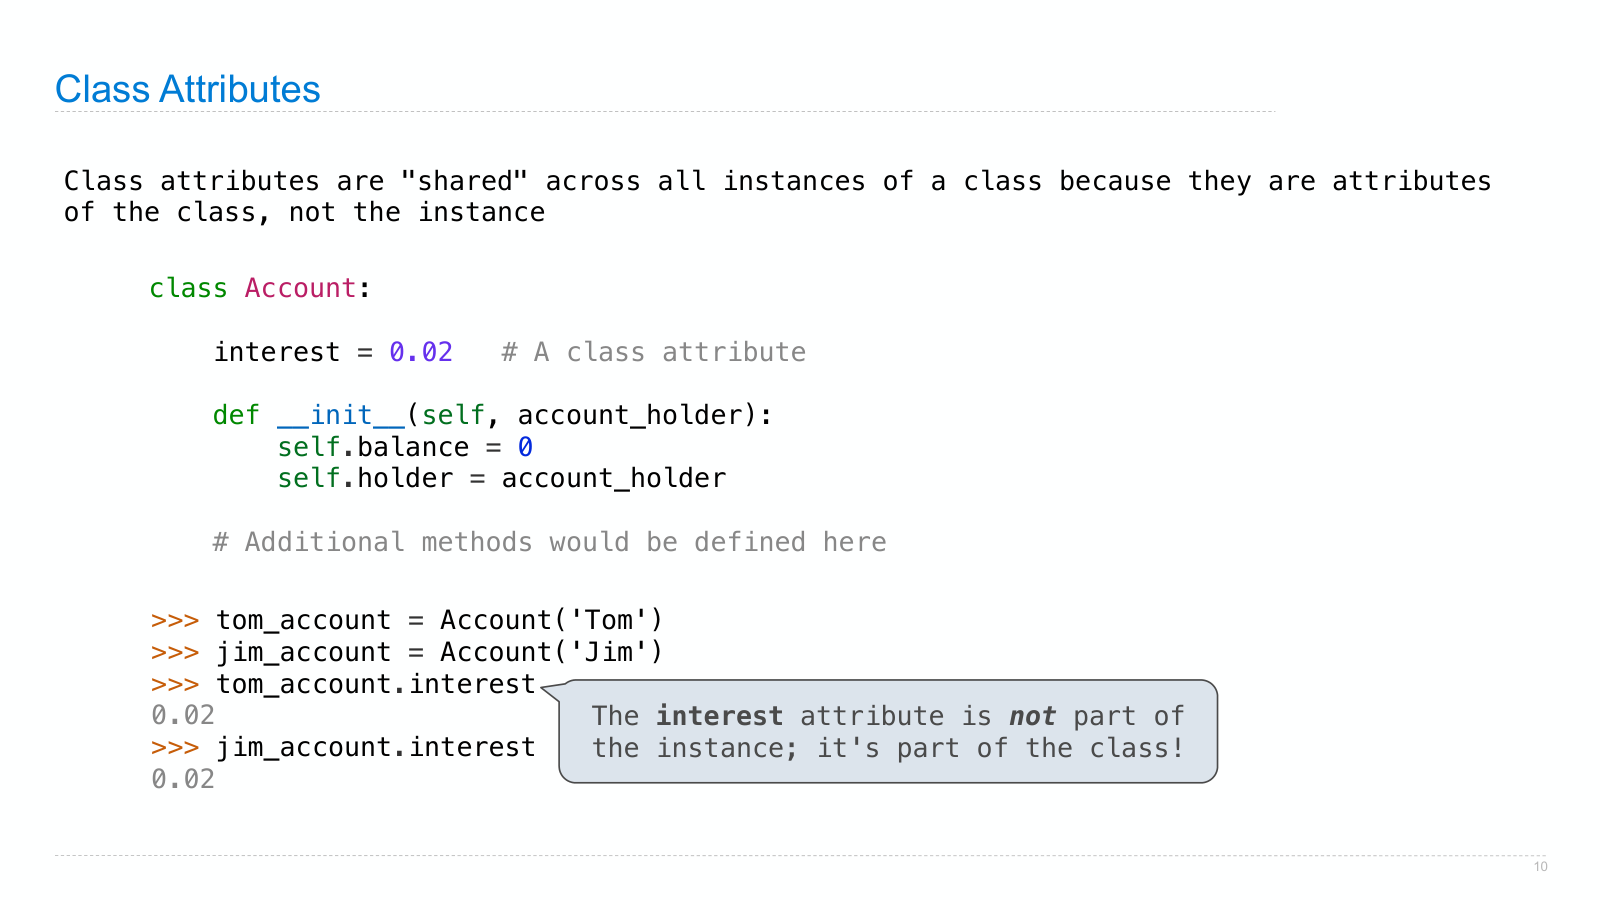 Class Attributes
Class attributes are "shared" across all instances of a class because they are attributes
of the class, not the instance
class Account:
interest = 0.02   # A class attribute
def __init__(self, account_holder):
self.balance = 0
self.holder = account_holder
# Additional methods would be defined here
>>> tom_account = Account('Tom')
>>> jim_account = Account('Jim')
>>> tom_account.interest
0.02
>>> jim_account.interest
0.02
The interest attribute is not part of
the instance; it's part of the class!
10